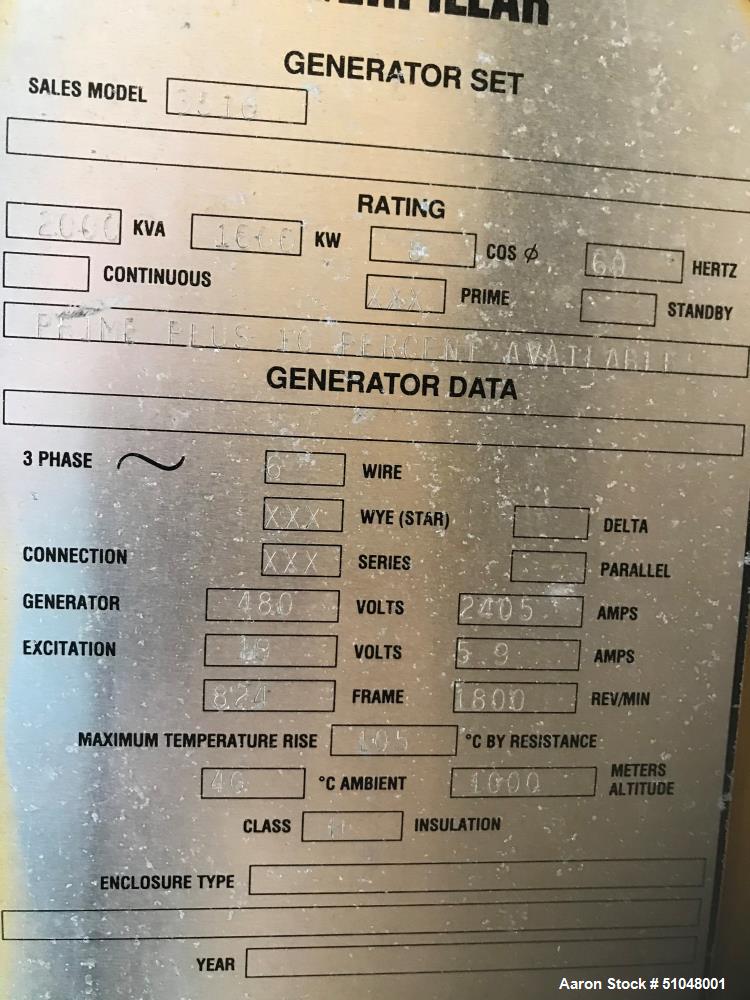 GENERATOR SET
SALES MODEL 3516
RATING
KVA KW COS ø 60 HERTZ
CONTINUOUS XXX PRIME STANDBY
PRIME PLUS 10 PERCENT AVAILABLE
GENERATOR DATA
3 PHASE 6 WIRE
XXX WYE (STAR) DELTA
CONNECTION XXX SERIES PARALLEL
GENERATOR 480 VOLTS 2405 AMPS
EXCITATION VOLTS 5.9 AMPS
824 FRAME 1800 REV/MIN
MAXIMUM TEMPERATURE RISE 105 °C BY RESISTANCE
40 °C AMBIENT 1000 METERS ALTITUDE
CLASS INSULATION
ENCLOSURE TYPE
YEAR
Aaron Stock # 51048001